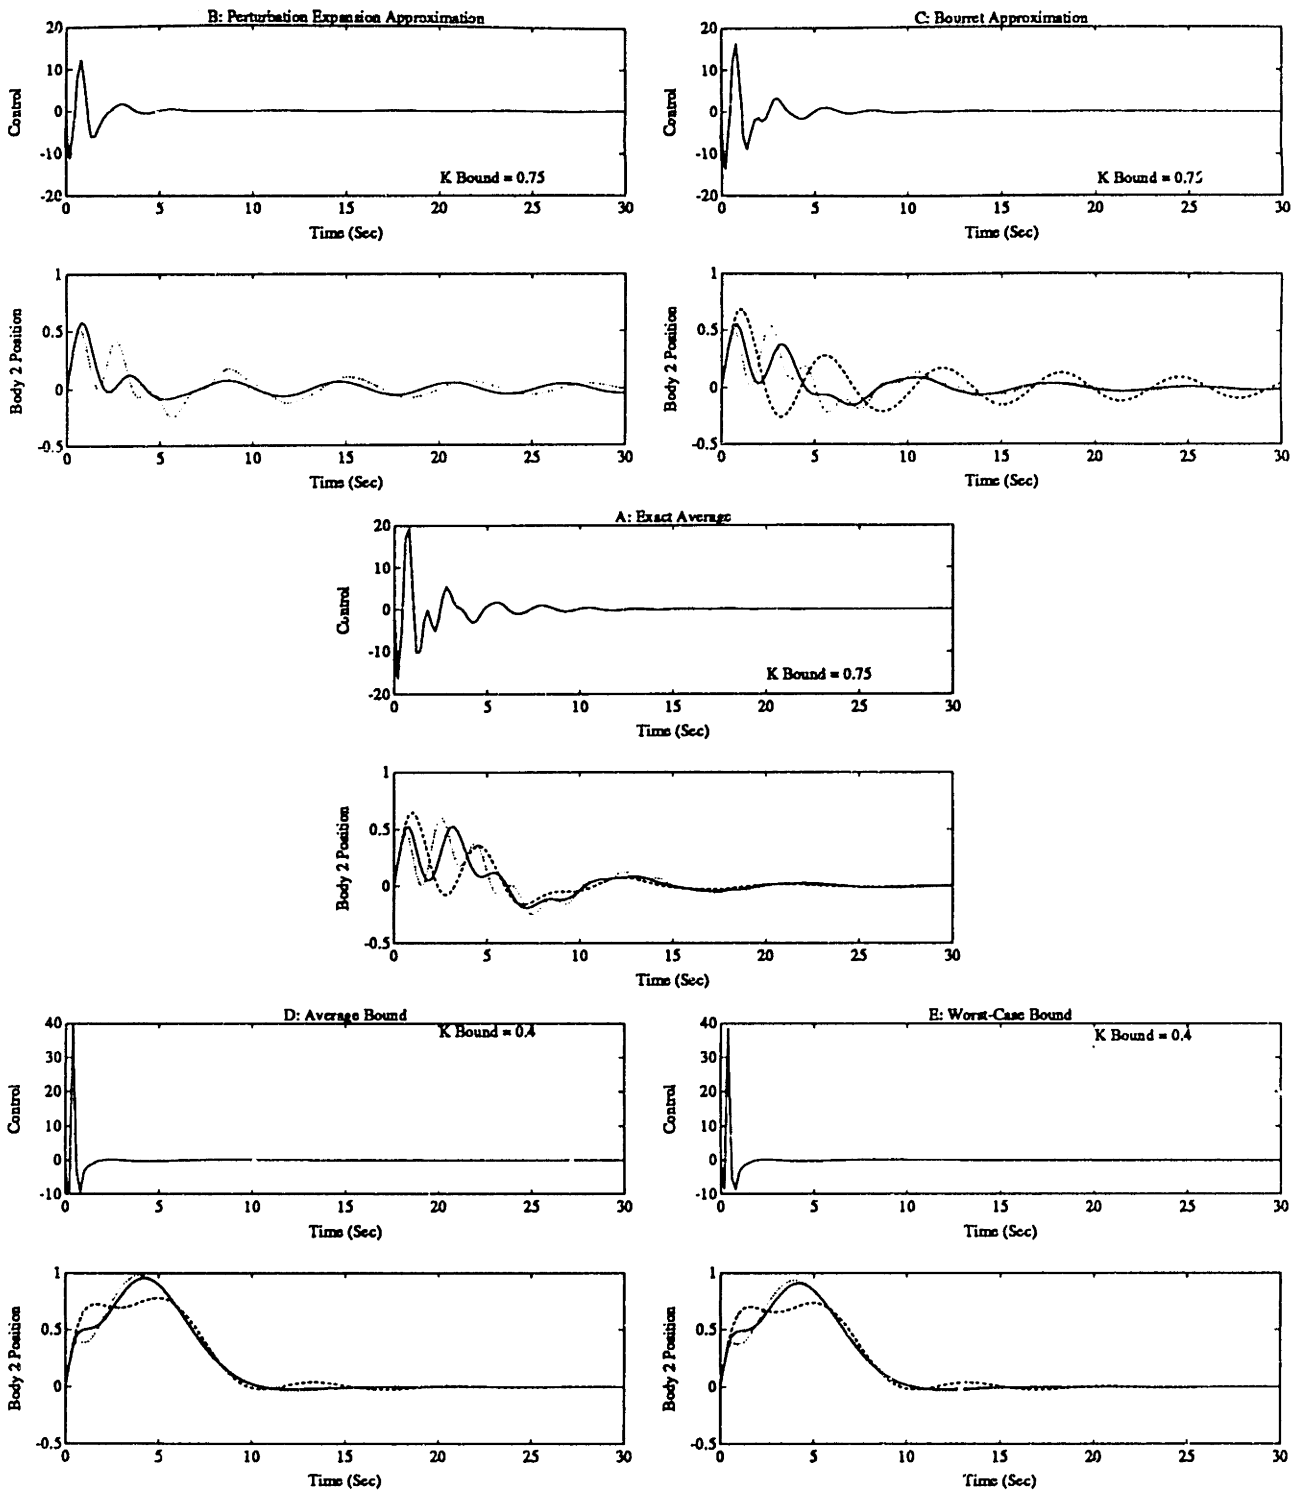 B: Perturbation Expansion Approximation
20
10
0
-10
-20
Control
K Bound = 0.75
0 5 10 15 20 25 30
Time (Sec)
1
0.5
0
-0.5
Body 2 Position
0 5 10 15 20 25 30
Time (Sec)
C: Bourret Approximation
20
10
0
-10
-20
Control
K Bound = 0.75
0 5 10 15 20 25 30
Time (Sec)
1
0.5
0
-0.5
Body 2 Position
0 5 10 15 20 25 30
Time (Sec)
A: Exact Average
20
10
0
-10
-20
Control
K Bound = 0.75
0 5 10 15 20 25 30
Time (Sec)
1
0.5
0
-0.5
Body 2 Position
0 5 10 15 20 25 30
Time (Sec)
D: Average Bound
40
30
20
10
0
-10
Control
K Bound = 0.4
0 5 10 15 20 25 30
Time (Sec)
1
0.5
0
-0.5
Body 2 Position
0 5 10 15 20 25 30
Time (Sec)
E: Worst-Case Bound
40
30
20
10
0
-10
Control
K Bound = 0.4
0 5 10 15 20 25 30
Time (Sec)
1
0.5
0
-0.5
Body 2 Position
0 5 10 15 20 25 30
Time (Sec)